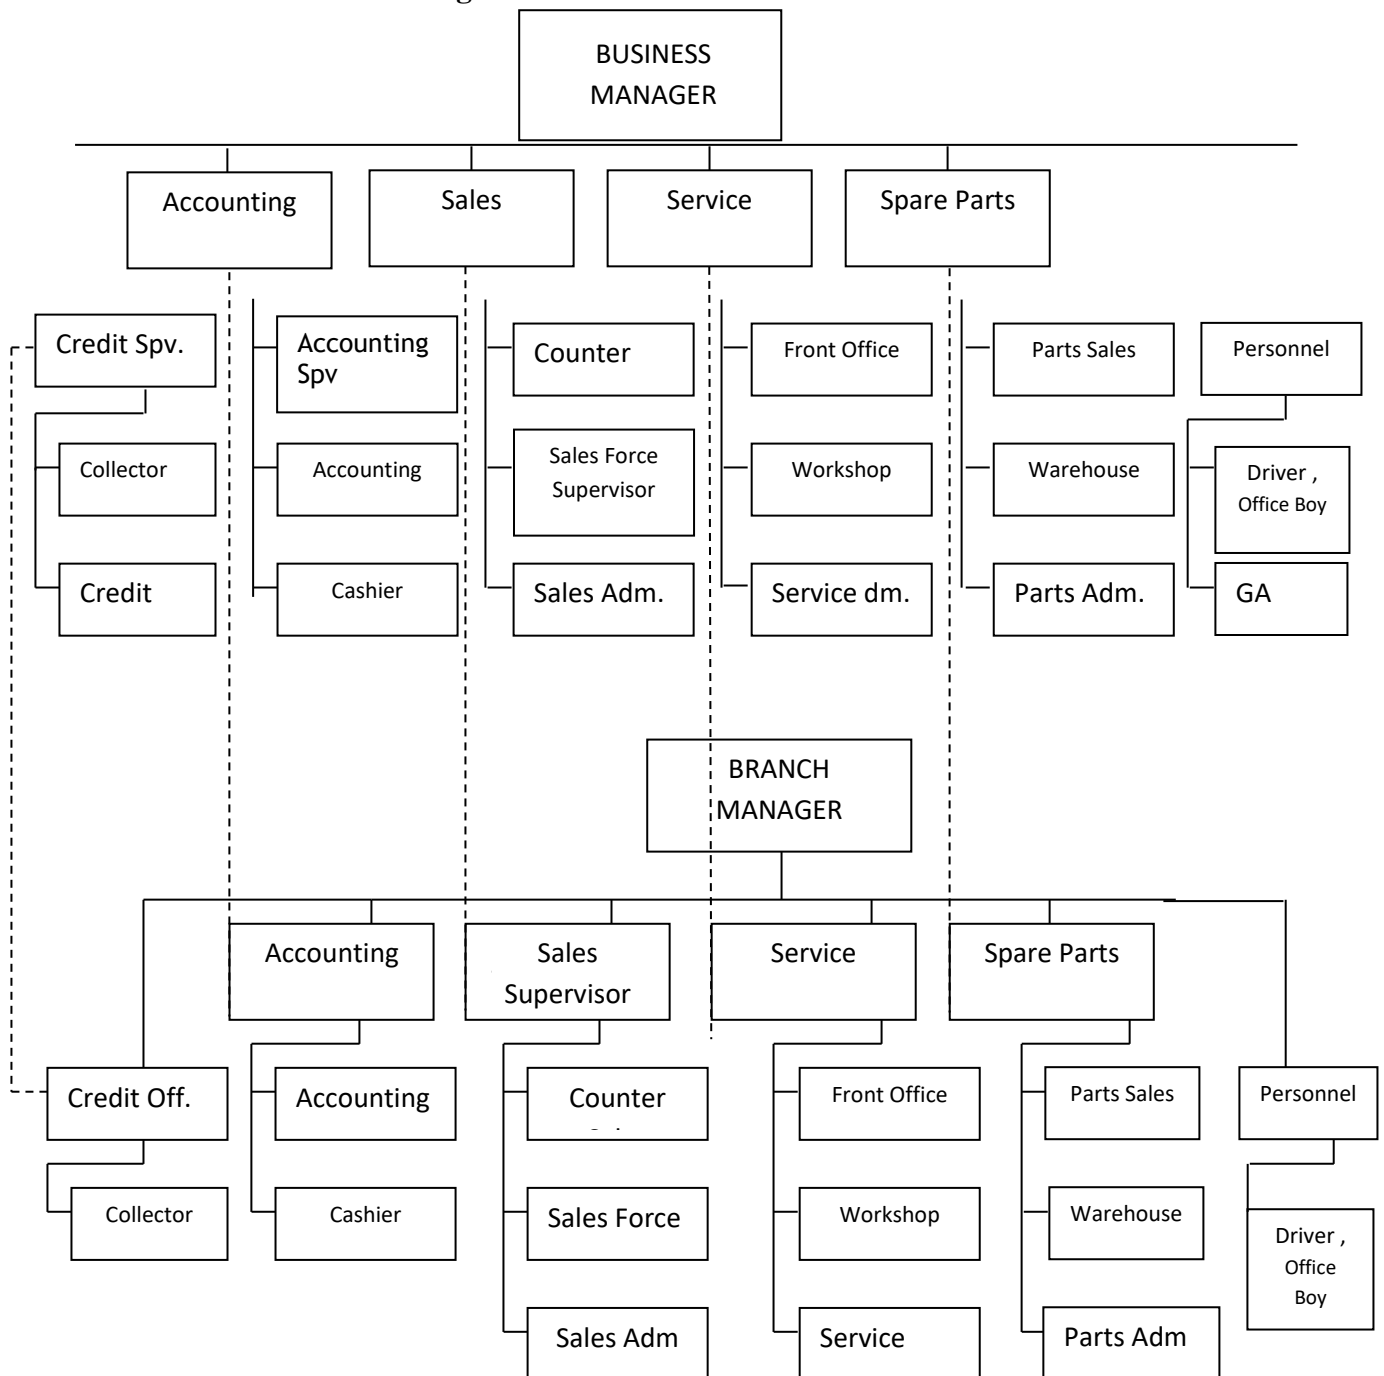 BUSINESS
MANAGER
Accounting
Sales
Service
Spare Parts
Credit Spv.
Accounting
Spv
Counter
Front Office
Parts Sales
Personnel
Collector
Accounting
Sales Force
Supervisor
Workshop
Warehouse
Driver ,
Office Boy
Credit
Cashier
Sales Adm.
Service dm.
Parts Adm.
GA
BRANCH
MANAGER
Accounting
Sales
Supervisor
Service
Spare Parts
Credit Off.
Accounting
Counter
Front Office
Parts Sales
Personnel
Collector
Cashier
Sales Force
Workshop
Warehouse
Driver ,
Office
Boy
Sales Adm
Service
Parts Adm